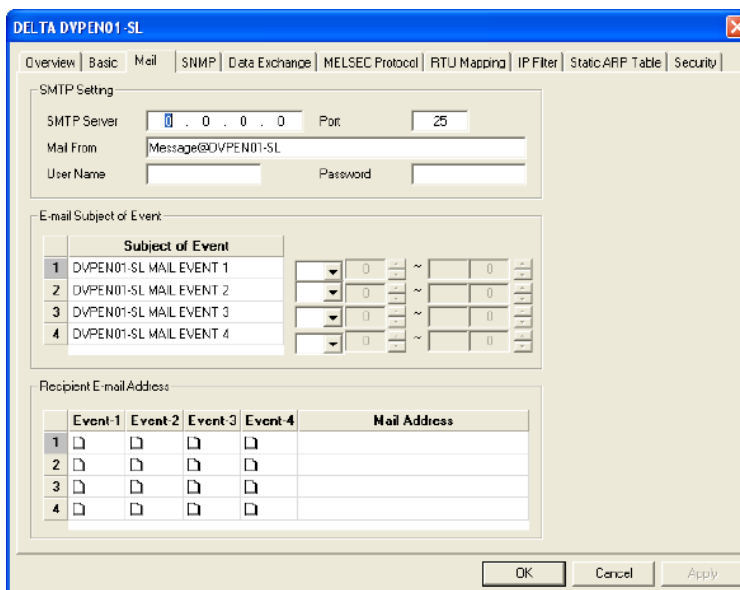 DELTA DVPEN01-SL
Overview Basic Mail SNMP Data Exchange MELSEC Protocol RTU Mapping IP Filter Static ARP Table Security
SMTP Setting
SMTP Server 0 . 0 . 0 . 0 Port 25
Mail From Message@DVPEN01-SL
User Name Password
E-mail Subject of Event
Subject of Event
1 DVPEN01-SL MAIL EVENT 1 0 ~ 0
2 DVPEN01-SL MAIL EVENT 2 0 ~ 0
3 DVPEN01-SL MAIL EVENT 3 0 ~ 0
4 DVPEN01-SL MAIL EVENT 4 0 ~ 0
Recipient E-mail Address
Event-1 Event-2 Event-3 Event-4 Mail Address
1
2
3
4
OK Cancel Apply